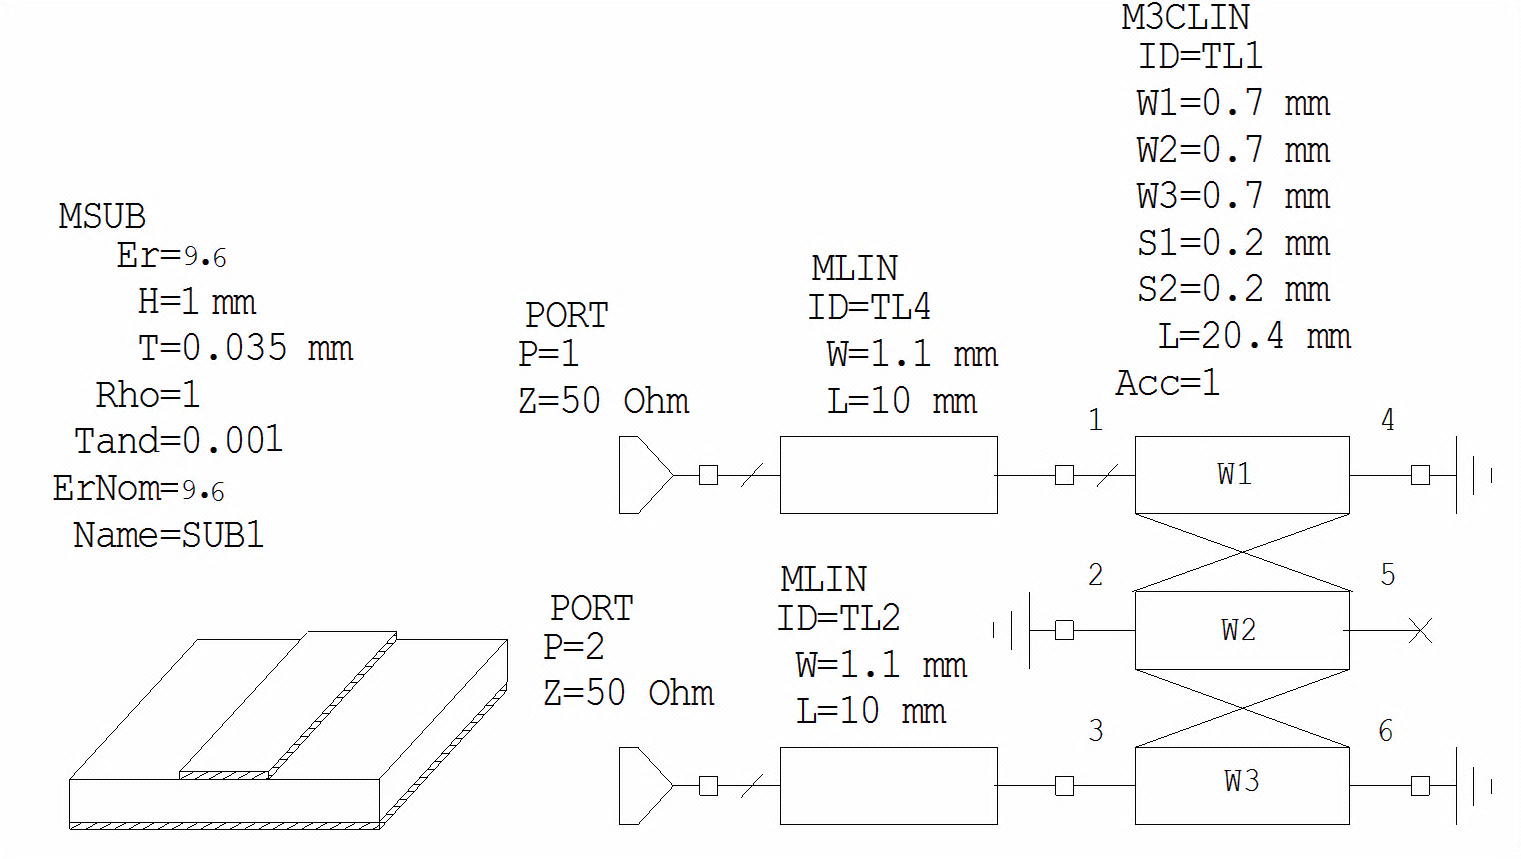 MSUB
Er=9.6
H=1 mm
T=0.035 mm
Rho=1
Tand=0.001
ErNom=9.6
Name=SUB1
PORT
P=1
Z=50 Ohm
MLIN
ID=TL4
W=1.1 mm
L=10 mm
M3CLIN
ID=TL1
W1=0.7 mm
W2=0.7 mm
W3=0.7 mm
S1=0.2 mm
S2=0.2 mm
L=20.4 mm
Acc=1
1
4
W1
2
5
W2
3
6
W3
PORT
P=2
Z=50 Ohm
MLIN
ID=TL2
W=1.1 mm
L=10 mm